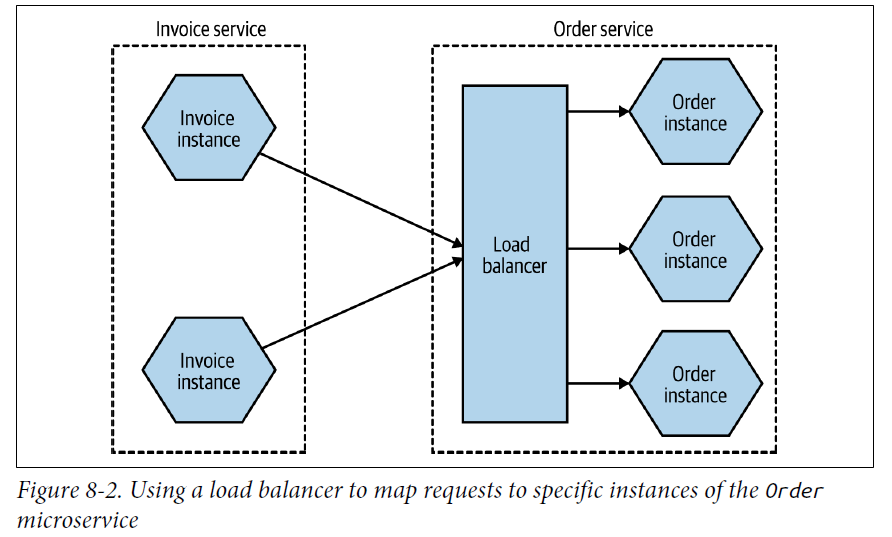 Invoice service
Order service
Invoice
instance
Invoice
instance
Load
balancer
Order
instance
Order
instance
Order
instance
Figure 8-2. Using a load balancer to map requests to specific instances of the Order
microservice